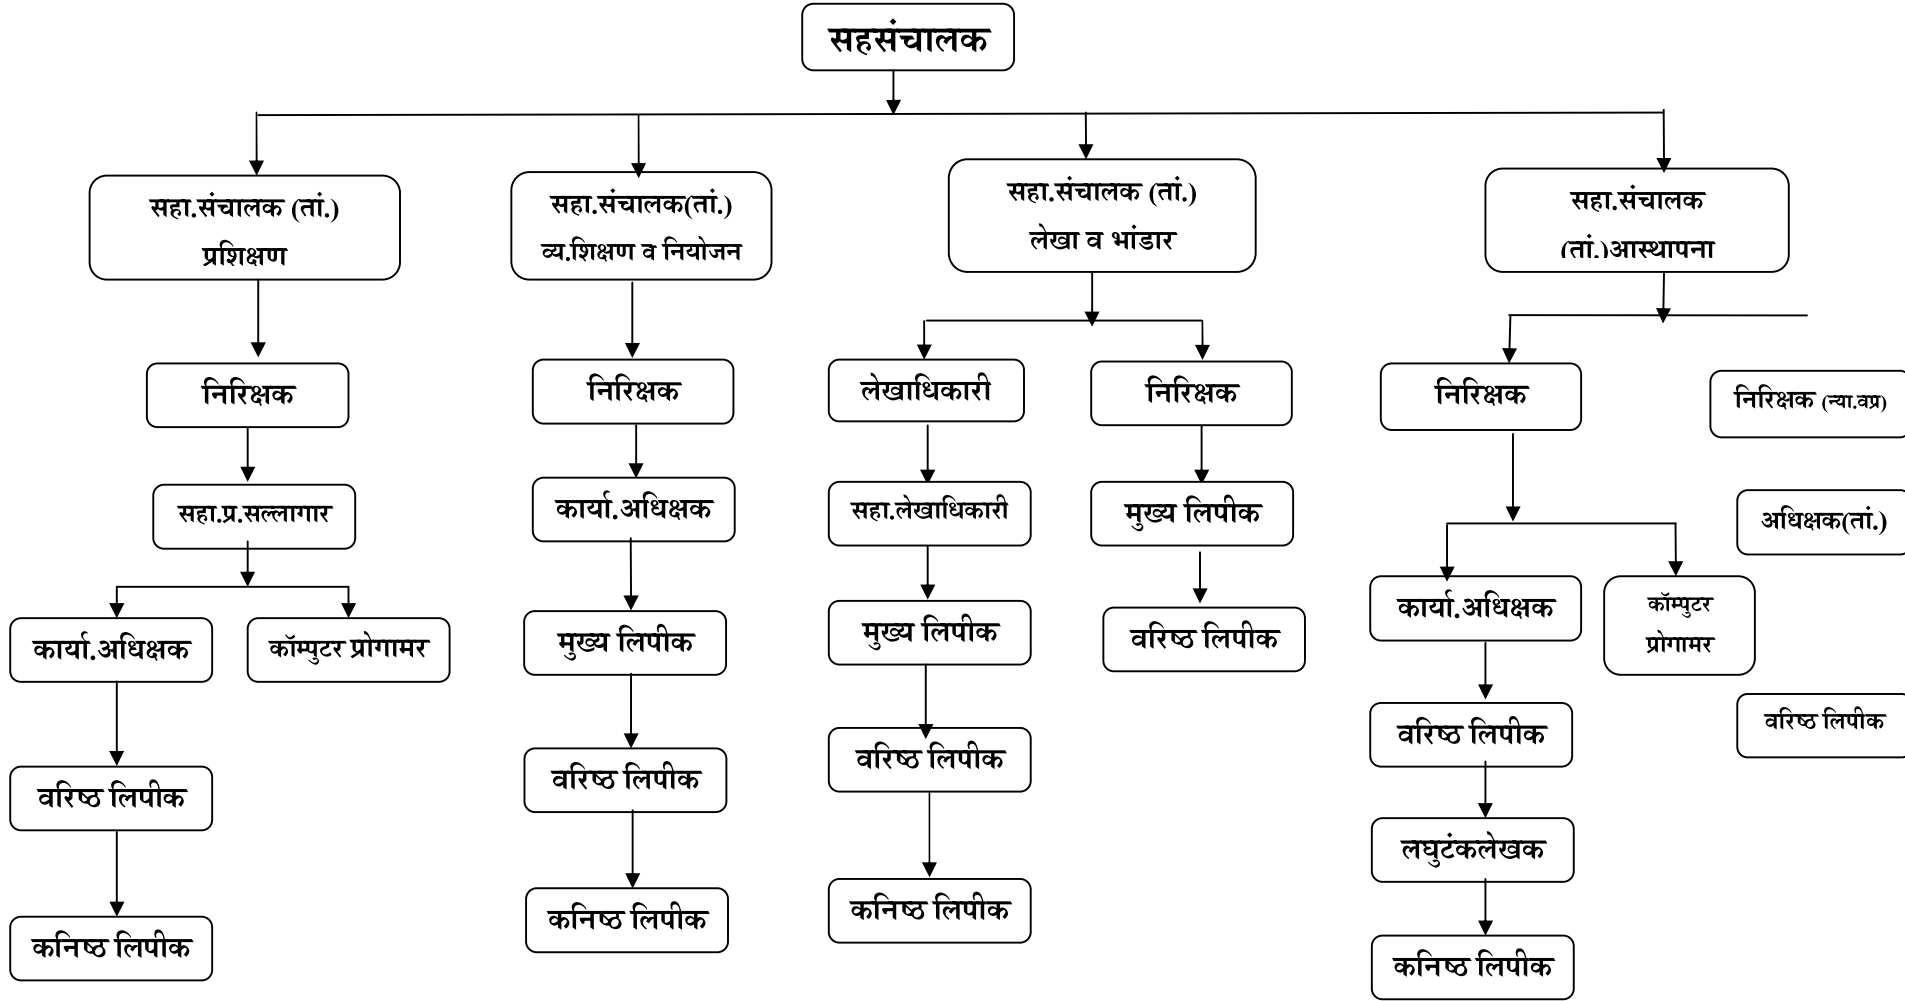 सहसंचालक
सहा.संचालक (तां.)
प्रशिक्षण
सहा.संचालक(तां.)
व्य.शिक्षण व नियोजन
सहा.संचालक (तां.)
लेखा व भांडार
सहा.संचालक
(तां.)आस्थापना
निरिक्षक
निरिक्षक
लेखाधिकारी
निरिक्षक
निरिक्षक
निरिक्षक (न्या.वप्र)
सहा.प्र.सल्लागार
कार्या.अधिक्षक
सहा.लेखाधिकारी
मुख्य लिपीक
अधिक्षक(तां.)
कार्या.अधिक्षक
कॉम्पुटर प्रोगामर
मुख्य लिपीक
मुख्य लिपीक
वरिष्ठ लिपीक
कार्या.अधिक्षक
कॉम्पुटर
प्रोगामर
वरिष्ठ लिपीक
वरिष्ठ लिपीक
वरिष्ठ लिपीक
वरिष्ठ लिपीक
वरिष्ठ लिपीक
लघुटंकलेखक
कनिष्ठ लिपीक
कनिष्ठ लिपीक
कनिष्ठ लिपीक
कनिष्ठ लिपीक